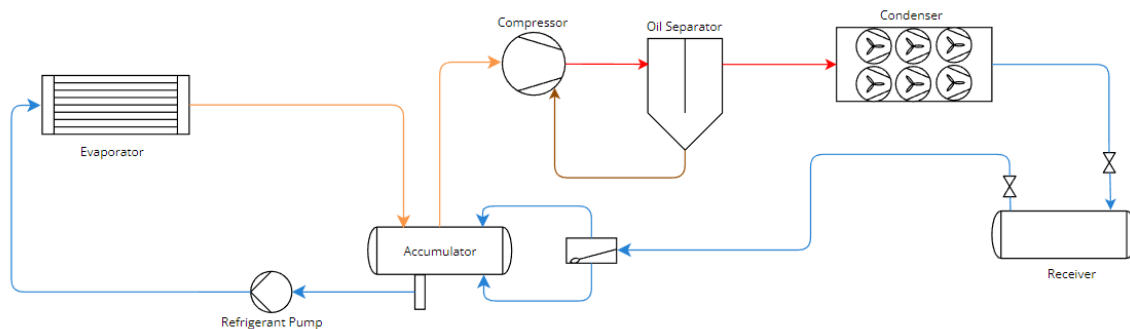 Compressor
Oil Separator
Condenser
Evaporator
Accumulator
Receiver
Refrigerant Pump